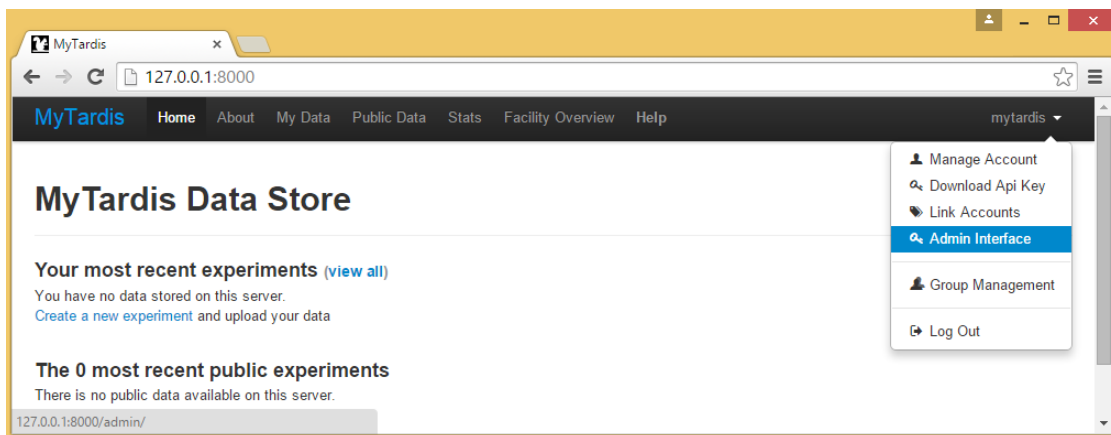 MyTardis
127.0.0.1:8000
MyTardis Home About My Data Public Data Stats Facility Overview Help mytardis
Manage Account
Download Api Key
Link Accounts
Admin Interface
Group Management
Log Out
MyTardis Data Store
Your most recent experiments (view all)
You have no data stored on this server.
Create a new experiment and upload your data
The 0 most recent public experiments
There is no public data available on this server.
127.0.0.1:8000/admin/